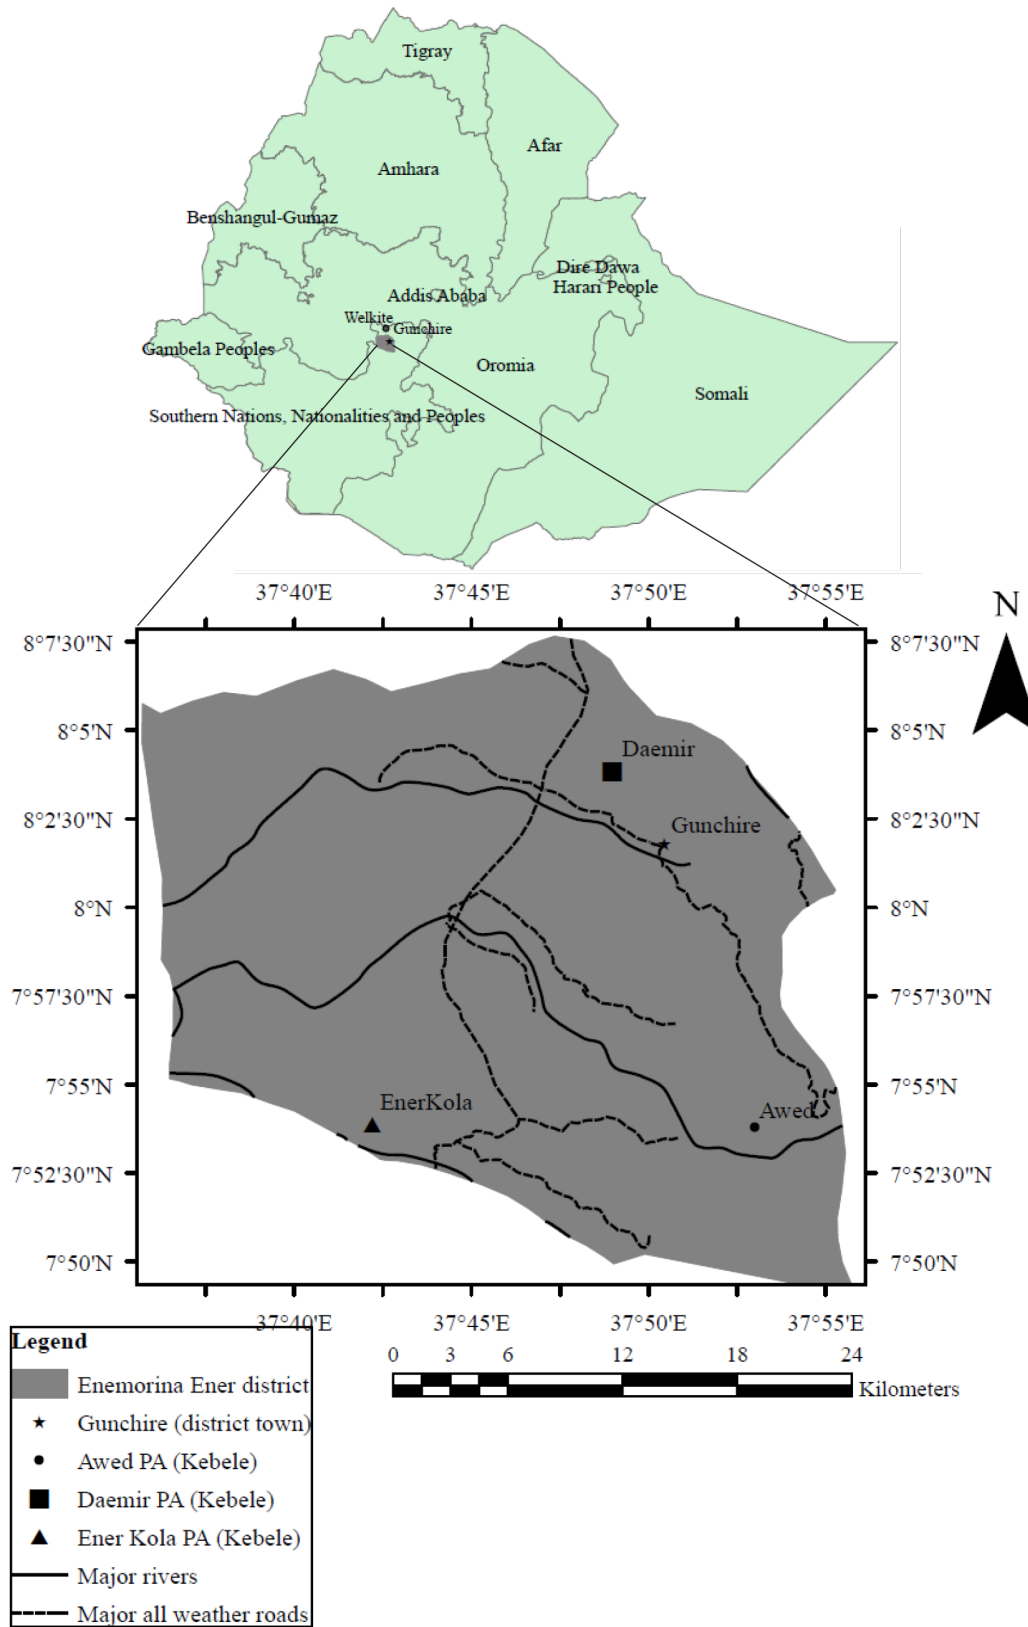 Tigray
Afar
Amhara
Benshangul-Gumaz
Dire Dawa
Harari People
Addis Ababa
Welkite
Gunchire
Gambela Peoples
Oromia
Somali
Southern Nations, Nationalities and Peoples
37°40'E 37°45'E 37°50'E 37°55'E
N
8°7'30"N 8°7'30"N
8°5'N 8°5'N
Daemir
8°2'30"N 8°2'30"N
Gunchire
8°N 8°N
7°57'30"N 7°57'30"N
7°55'N 7°55'N
EnerKola
Awed
7°52'30"N 7°52'30"N
7°50'N 7°50'N
37°40'E 37°45'E 37°50'E 37°55'E
Legend
Enemorina Ener district
Gunchire (district town)
Awed PA (Kebele)
Daemir PA (Kebele)
Ener Kola PA (Kebele)
Major rivers
Major all weather roads
0 3 6 12 18 24
Kilometers